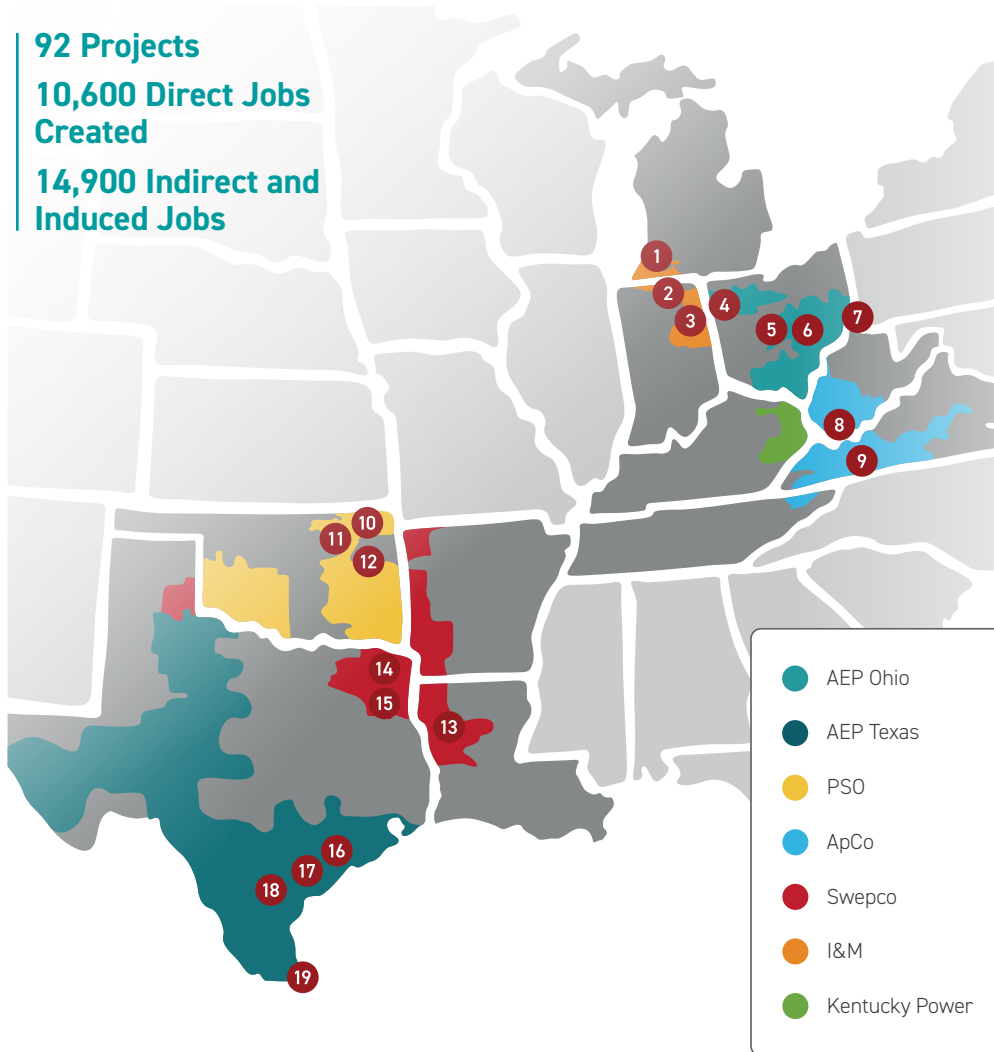 92 Projects
10,600 Direct Jobs
Created
14,900 Indirect and
Induced Jobs
1
2
3
4
5
6
7
8
9
10
11
12
13
14
15
16
17
18
19
AEP Ohio
AEP Texas
PSO
ApCo
Swepco
I&M
Kentucky Power